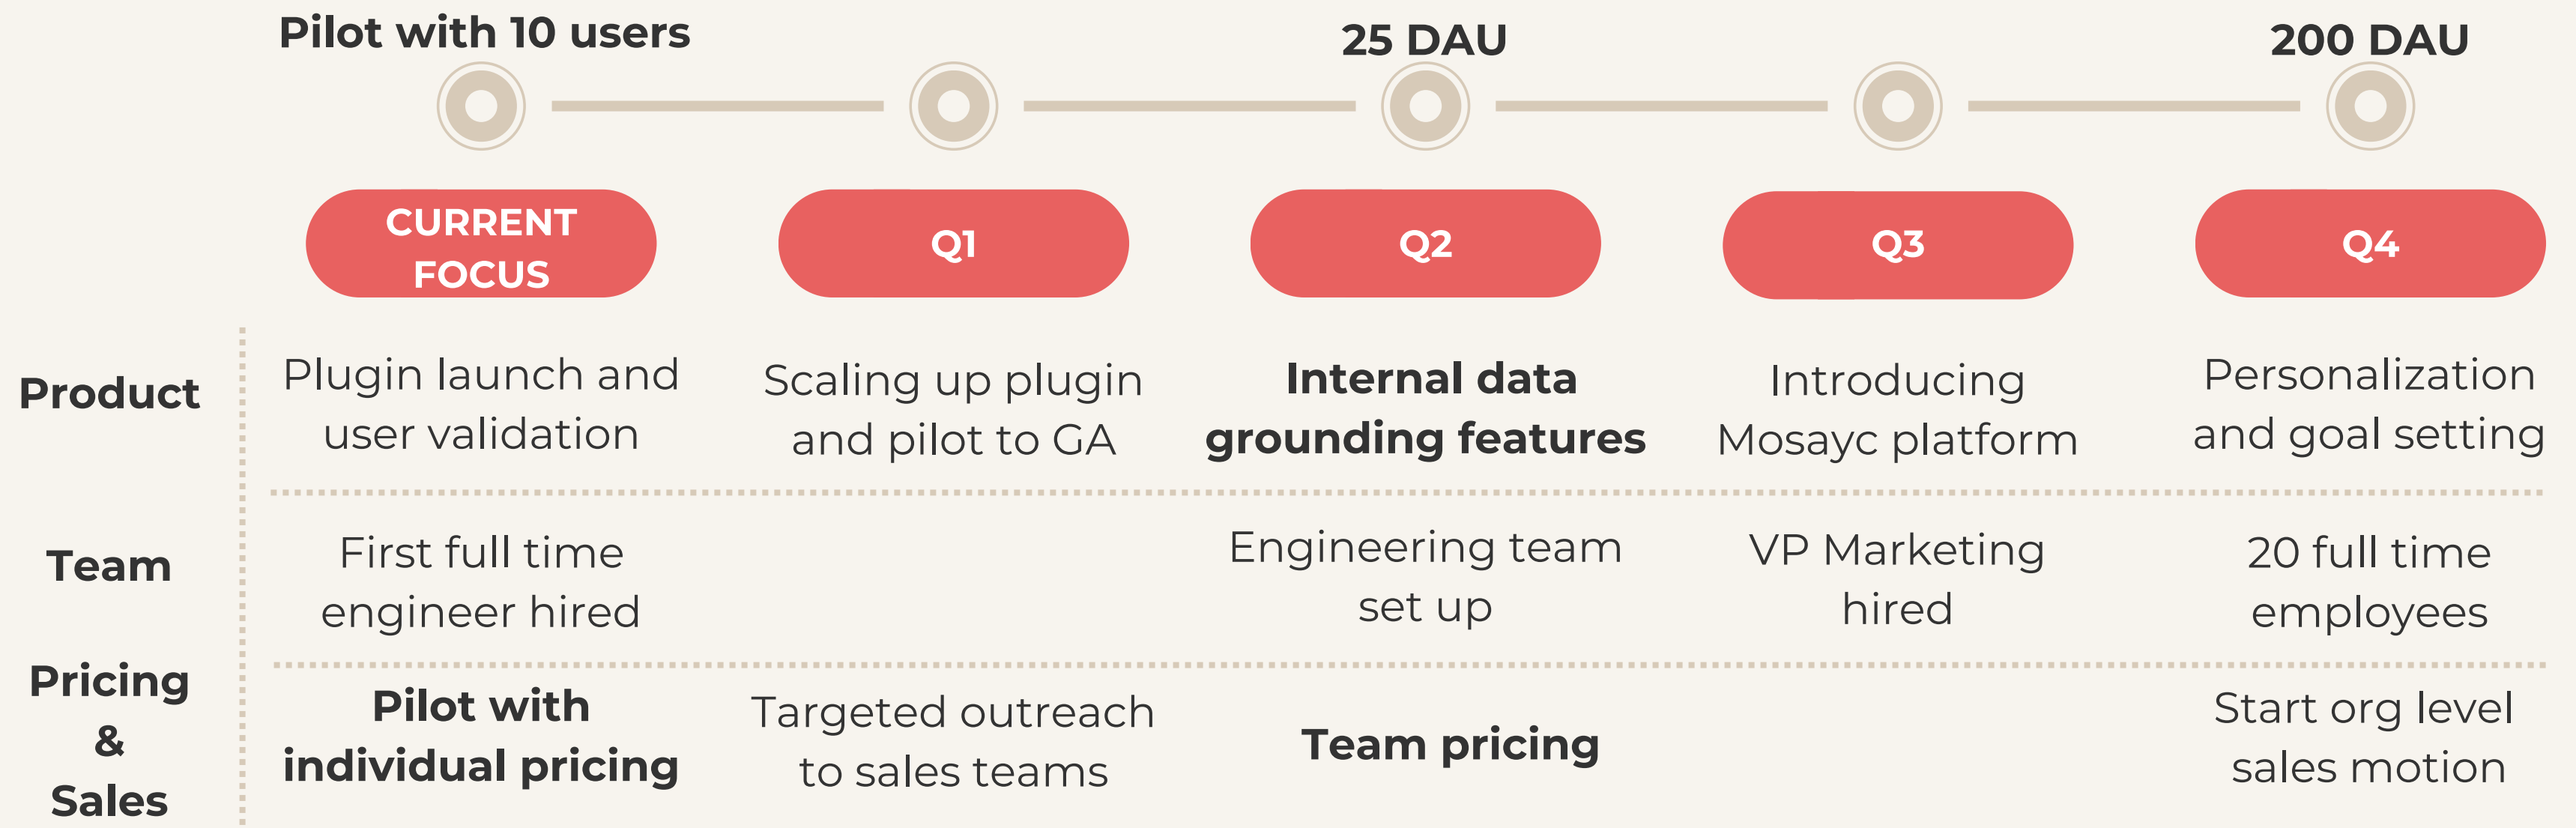 Pilot with 10 users
25 DAU
200 DAU
CURRENT
FOCUS
Q1
Q2
Q3
Q4
Product
Plugin launch and
user validation
Scaling up plugin
and pilot to GA
Internal data
grounding features
Introducing
Mosayc platform
Personalization
and goal setting
Team
First full time
engineer hired
Engineering team
set up
VP Marketing
hired
20 full time
employees
Pricing
&
Sales
Pilot with
individual pricing
Targeted outreach
to sales teams
Team pricing
Start org level
sales motion